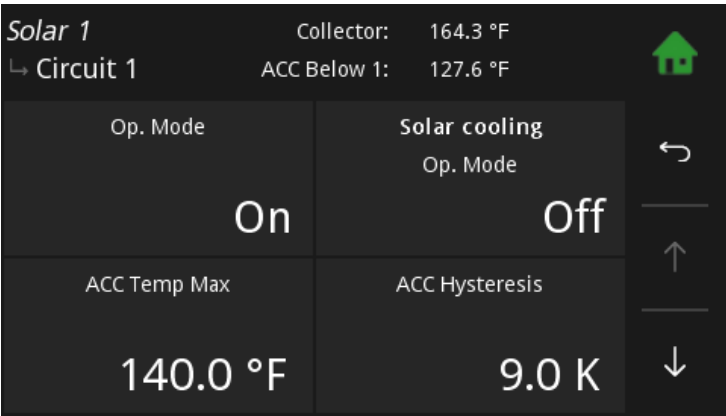 Solar 1 Collector: 164.3 °F
Circuit 1 ACC Below 1: 127.6 °F
Op. Mode
On
Solar cooling
Op. Mode
Off
ACC Temp Max
140.0 °F
ACC Hysteresis
9.0 K